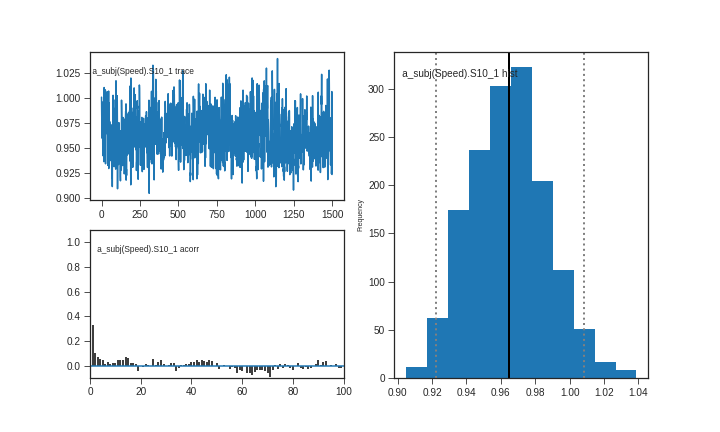 a_subj(Speed).S10_1 trace
1.025
1.000
0.975
0.950
0.925
0.900
0 250 500 750 1000 1250 1500
a_subj(Speed).S10_1 acorr
1.0
0.8
0.6
0.4
0.2
0.0
0 20 40 60 80 100
a_subj(Speed).S10_1 hist
Frequency
300
250
200
150
100
50
0
0.90 0.92 0.94 0.96 0.98 1.00 1.02 1.04